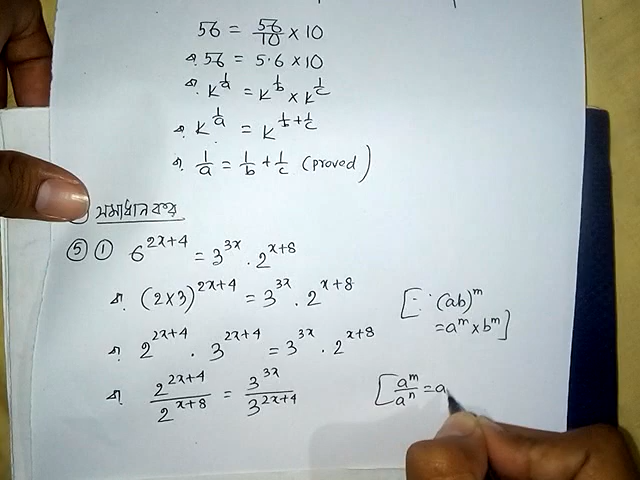 56 = 56/10 × 10
বা, 56 = 5·6 × 10
বা, K^(1/a) = K^(1/b) × K^(1/c)
বা, K^(1/a) = K^(1/b + 1/c)
বা, 1/a = 1/b + 1/c (proved)
সমাধান কর
⑤ ① 6^(2x+4) = 3^(3x) · 2^(x+8)
বা, (2×3)^(2x+4) = 3^(3x) · 2^(x+8) [∵ (ab)^m
= a^m × b^m]
বা, 2^(2x+4) · 3^(2x+4) = 3^(3x) · 2^(x+8)
বা, 2^(2x+4)/2^(x+8) = 3^(3x)/3^(2x+4) [a^m/a^n = a